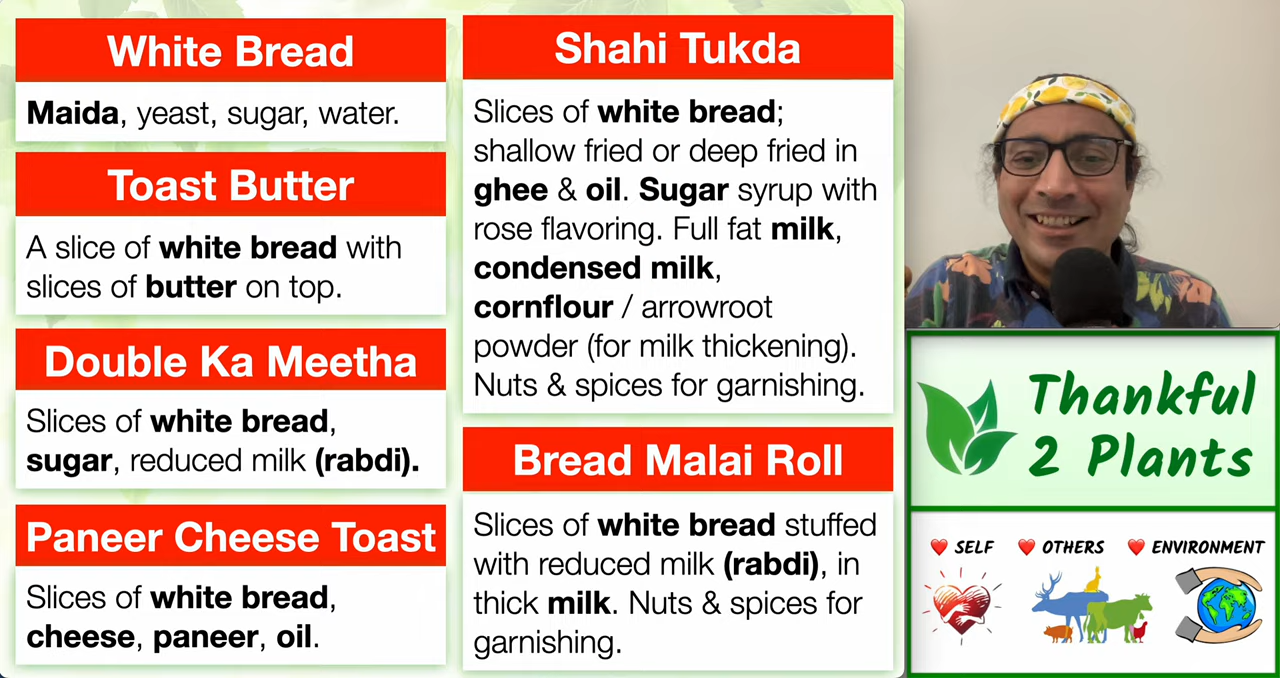 White Bread
Maida, yeast, sugar, water.
Toast Butter
A slice of white bread with
slices of butter on top.
Double Ka Meetha
Slices of white bread,
sugar, reduced milk (rabdi).
Paneer Cheese Toast
Slices of white bread,
cheese, paneer, oil.
Shahi Tukda
Slices of white bread;
shallow fried or deep fried in
ghee & oil. Sugar syrup with
rose flavoring. Full fat milk,
condensed milk,
cornflour / arrowroot
powder (for milk thickening).
Nuts & spices for garnishing.
Bread Malai Roll
Slices of white bread stuffed
with reduced milk (rabdi), in
thick milk. Nuts & spices for
garnishing.
Thankful
2 Plants
SELF
OTHERS
ENVIRONMENT